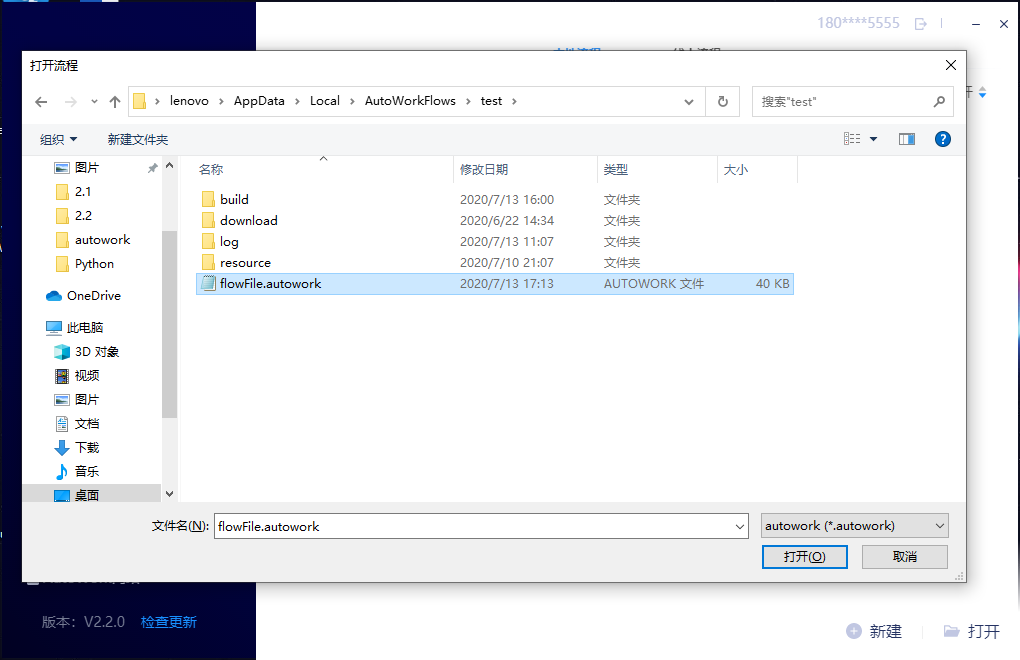 180****5555
打开流程
lenovo > AppData > Local > AutoWorkFlows > test >
搜索"test"
组织
新建文件夹
图片
2.1
2.2
autowork
Python
OneDrive
此电脑
3D 对象
视频
图片
文档
下载
音乐
桌面
名称 修改日期 类型 大小
build 2020/7/13 16:00 文件夹
download 2020/6/22 14:34 文件夹
log 2020/7/13 11:07 文件夹
resource 2020/7/10 21:07 文件夹
flowFile.autowork 2020/7/13 17:13 AUTOWORK 文件 40 KB
文件名(N): flowFile.autowork
autowork (*.autowork)
打开(O)
取消
版本：V2.2.0 检查更新
新建
打开